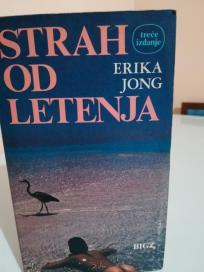 STRAH
OD
LETENJA
ERIKA
JONG
treće
izdanje
BIGZ